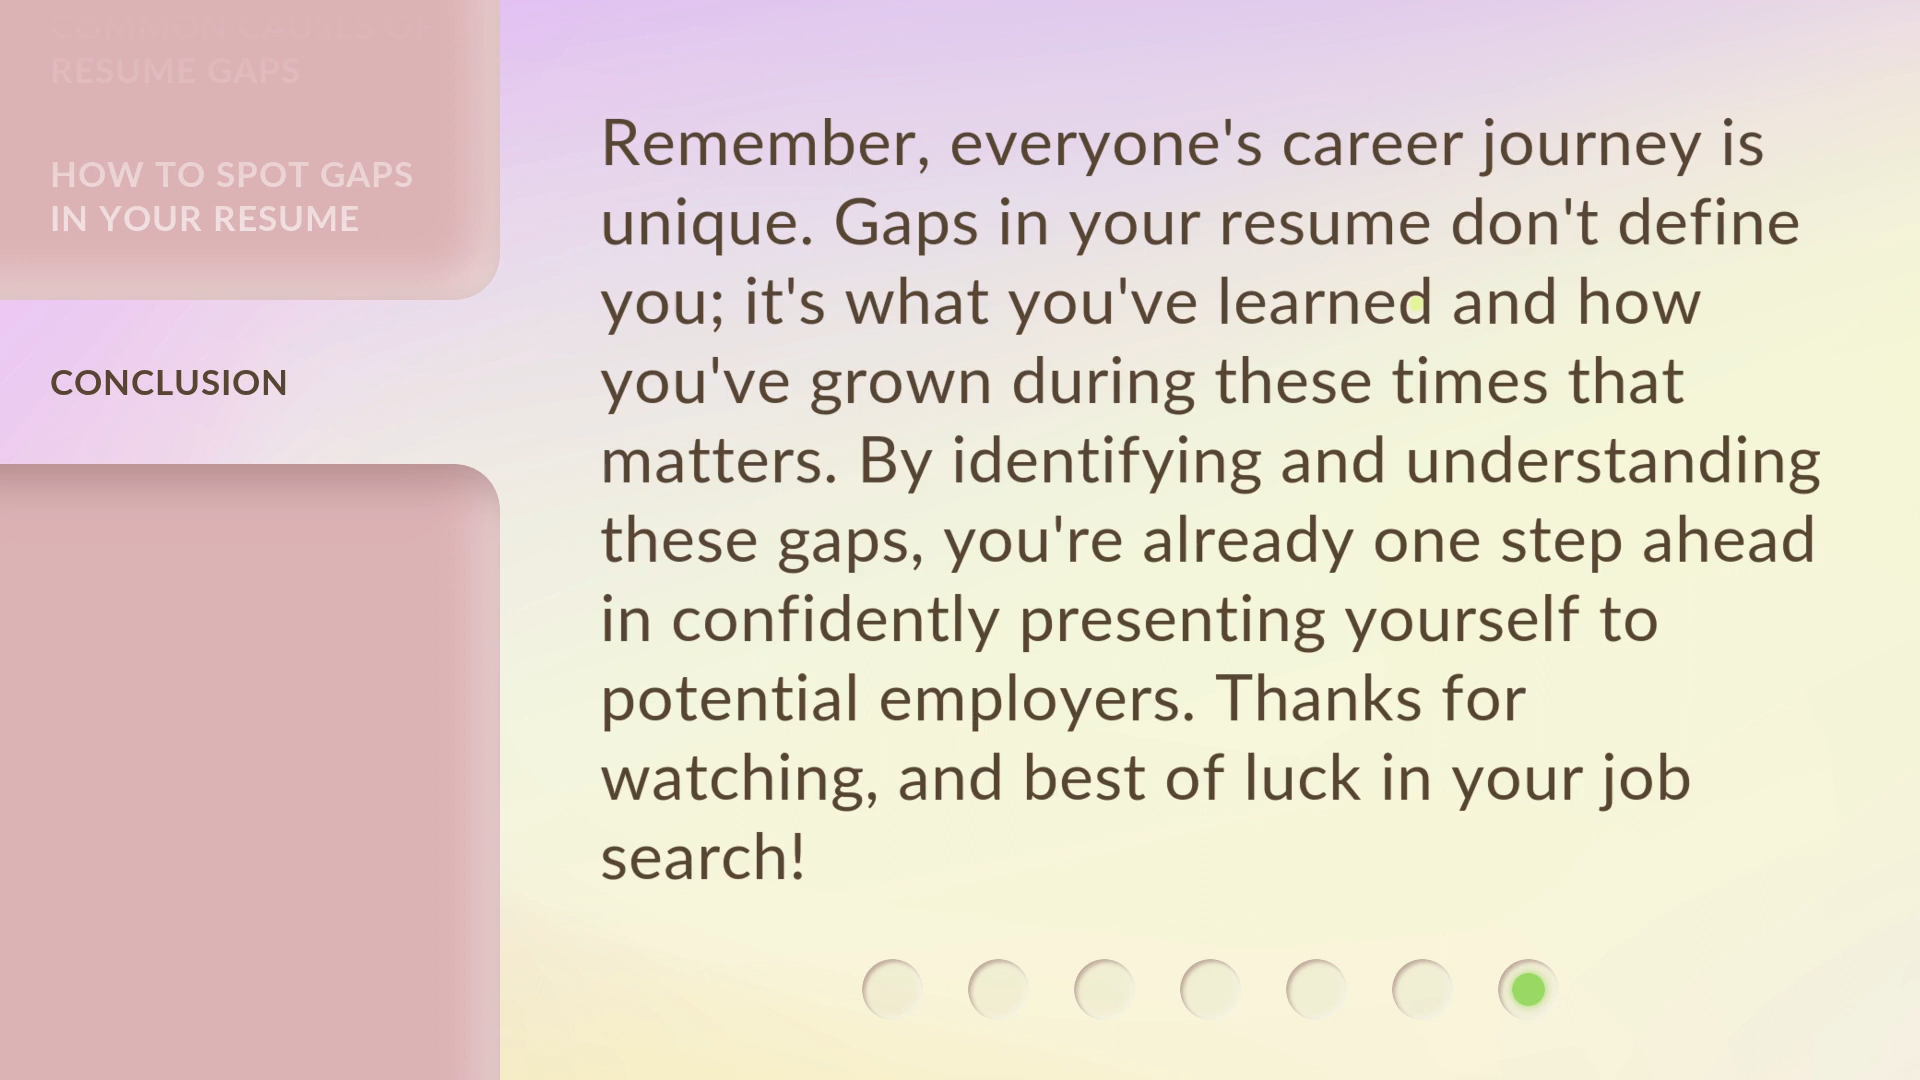 COMMON CAUSES OF
RESUME GAPS
HOW TO SPOT GAPS
IN YOUR RESUME
CONCLUSION
Remember, everyone's career journey is
unique. Gaps in your resume don't define
you; it's what you've learned and how
you've grown during these times that
matters. By identifying and understanding
these gaps, you're already one step ahead
in confidently presenting yourself to
potential employers. Thanks for
watching, and best of luck in your job
search!